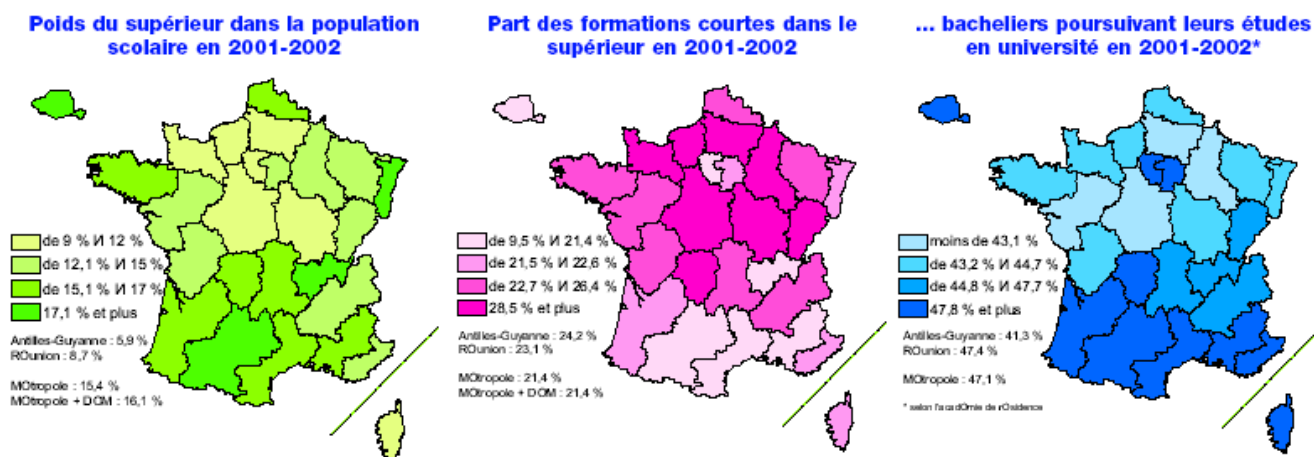 Poids du supérieur dans la population
scolaire en 2001-2002
de 9 % И 12 %
de 12,1 % И 15 %
de 15,1 % И 17 %
17,1 % et plus
Antilles-Guyanne : 5,9 %
ROunion : 8,7 %
MOtropole : 15,4 %
MOtropole + DOM : 16,1 %
Part des formations courtes dans le
supérieur en 2001-2002
de 9,5 % И 21,4 %
de 21,5 % И 22,6 %
de 22,7 % И 26,4 %
28,5 % et plus
Antilles-Guyanne : 24,2 %
ROunion : 23,1 %
MOtropole : 21,4 %
MOtropole + DOM : 21,4 %
... bacheliers poursuivant leurs études
en université en 2001-2002*
moins de 43,1 %
de 43,2 % И 44,7 %
de 44,8 % И 47,7 %
47,8 % et plus
Antilles-Guyanne : 41,3 %
ROunion : 47,4 %
MOtropole : 47,1 %
* selon l'acadOmie de rOsidence